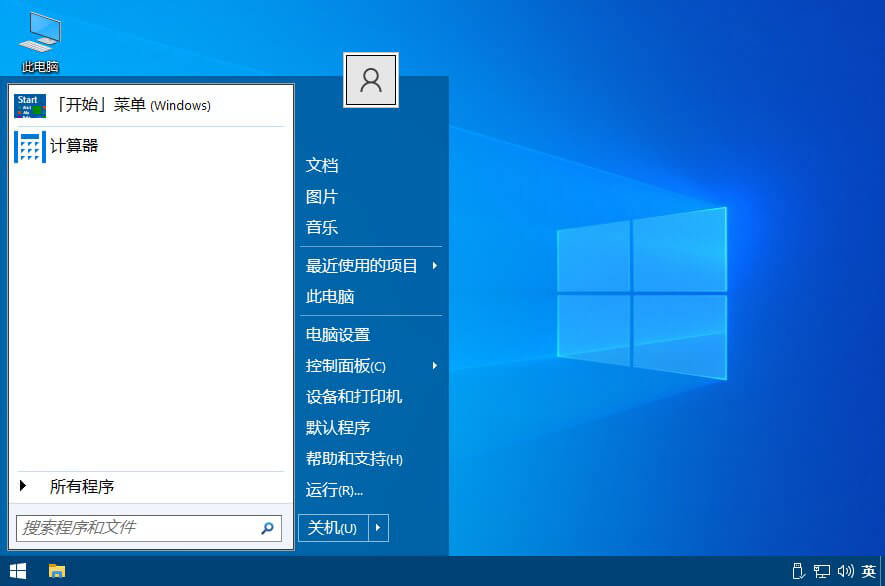 此电脑
Start
「开始」菜单 (Windows)
计算器
所有程序
搜索程序和文件
文档
图片
音乐
最近使用的项目
此电脑
电脑设置
控制面板(C)
设备和打印机
默认程序
帮助和支持(H)
运行(R)...
关机(U)
英